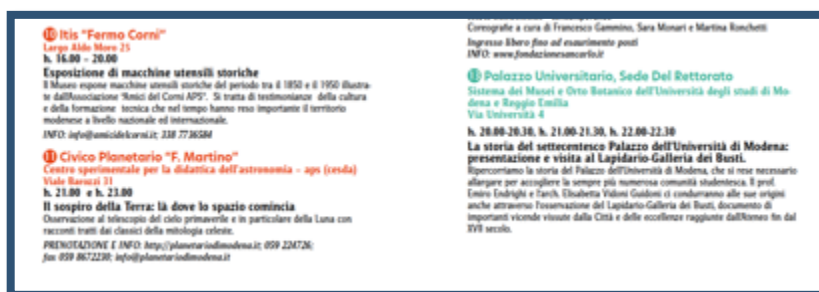 10 Itis "Fermo Corni"
Largo Aldo Moro 25
h. 16.00 - 20.00
Esposizione di macchine utensili storiche
Il Museo espone macchine utensili storiche del periodo tra il 1850 e il 1950 illustra-
te dall'Associazione "Amici del Corni APS". Si tratta di testimonianze della cultura
e della formazione tecnica che nel tempo hanno reso importante il territorio
modenese a livello nazionale ed internazionale.
INFO: info@amicidelcorni.it; 338 7736584
11 Civico Planetario "F. Martino"
Centro sperimentale per la didattica dell'astronomia - aps (cesda)
Viale Barozzi 31
h. 21.00 e h. 23.00
Il sospiro della Terra: là dove lo spazio comincia
Osservazione al telescopio del cielo primaverile e in particolare della Luna con
racconti tratti dai classici della mitologia celeste.
PRENOTAZIONE E INFO: http://planetariodimodena.it; 059 224726;
fax 059 8672230; info@planetariodimodena.it
Coreografie a cura di Francesco Gammino, Sara Monari e Martina Ronchetti
Ingresso libero fino ad esaurimento posti
INFO: www.fondazionesancarlo.it
Palazzo Universitario, Sede Del Rettorato
Sistema dei Musei e Orto Botanico dell'Università degli studi di Mo-
dena e Reggio Emilia
Via Università 4
h. 20.00-20.30, h. 21.00-21.30, h. 22.00-22.30
La storia del settecentesco Palazzo dell'Università di Modena:
presentazione e visita al Lapidario-Galleria dei Busti.
Ripercorriamo la storia del Palazzo dell'Università di Modena, che si rese necessario
allargare per accogliere la sempre più numerosa comunità studentesca. Il prof.
Emiro Endrighi e l'arch. Elisabetta Vidoni Guidoni ci condurranno alle sue origini
anche attraverso l'osservazione del Lapidario-Galleria dei Busti, documento di
importanti vicende vissute dalla Città e delle eccellenze raggiunte dall'Ateneo fin dal
XVII secolo.